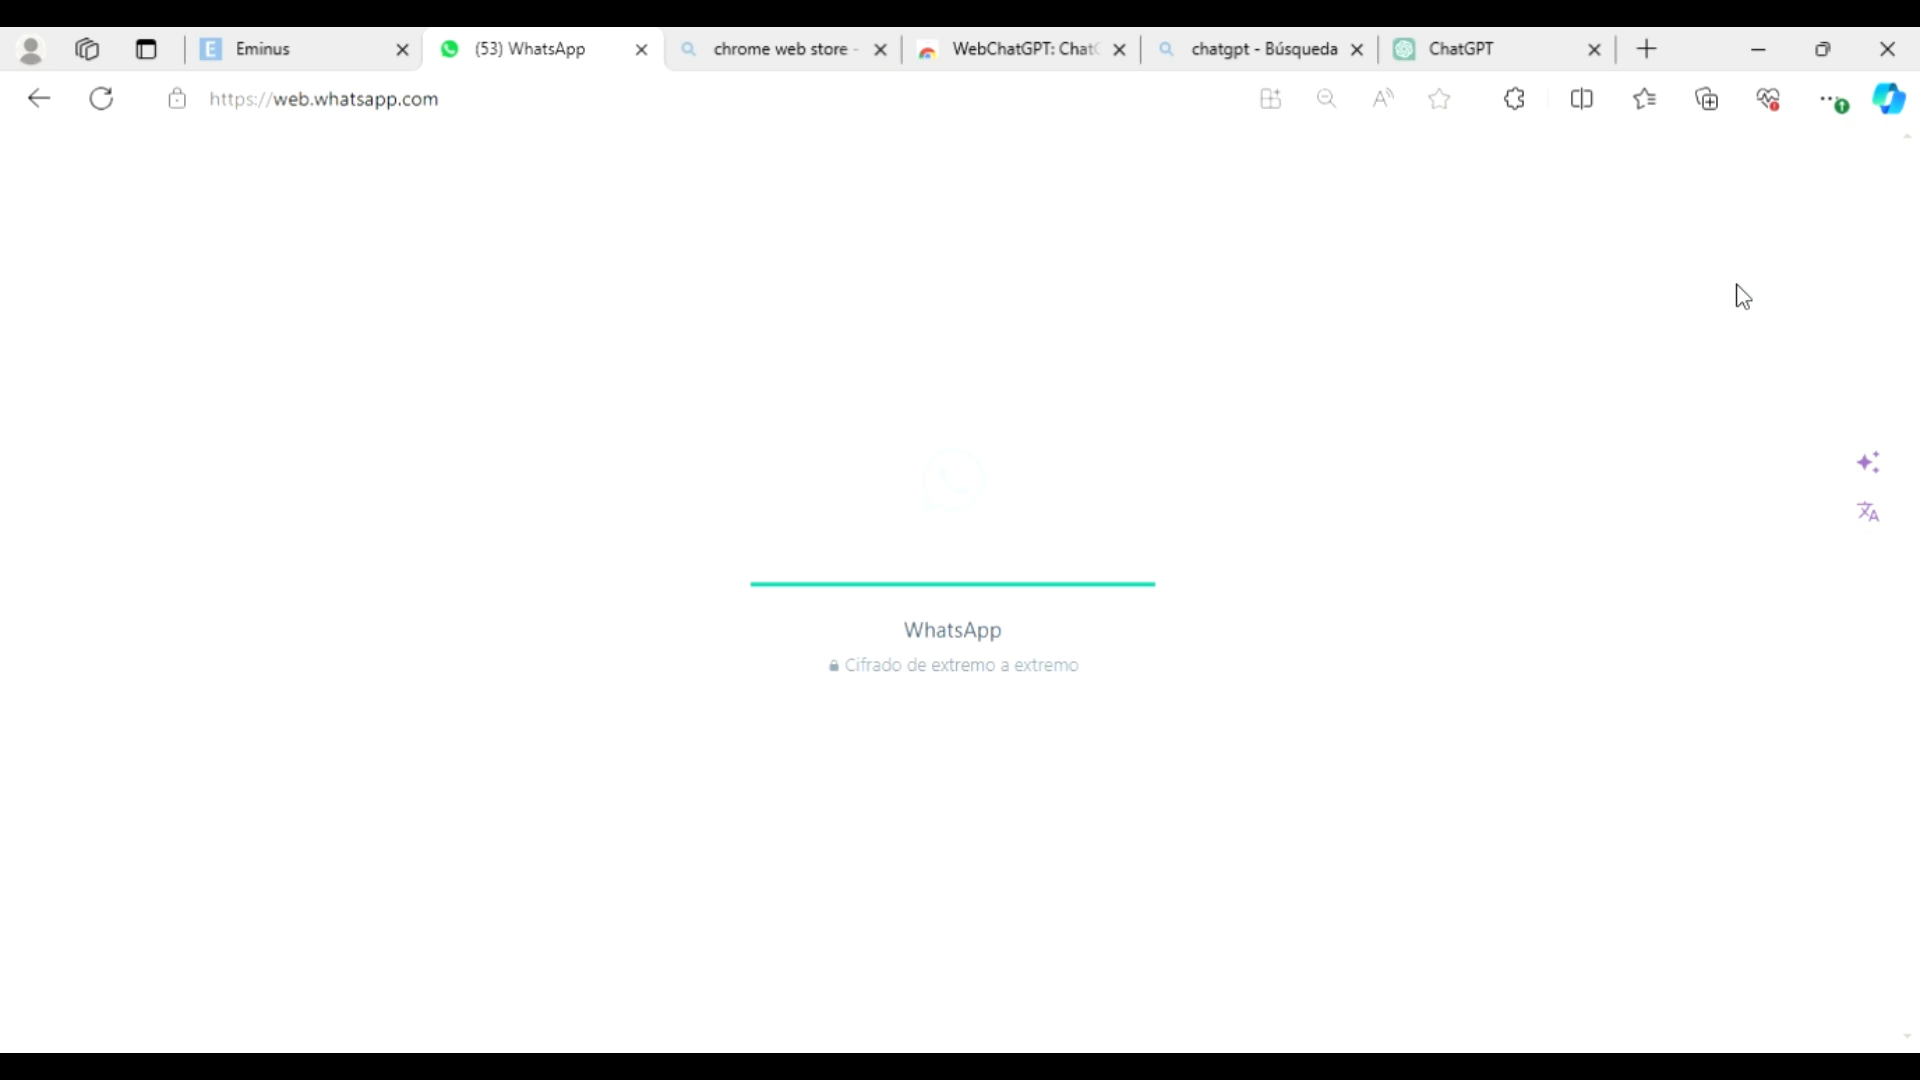 Eminus
(53) WhatsApp
chrome web store -
WebChatGPT: Chat
chatgpt - Búsqueda
ChatGPT
https://web.whatsapp.com
WhatsApp
Cifrado de extremo a extremo